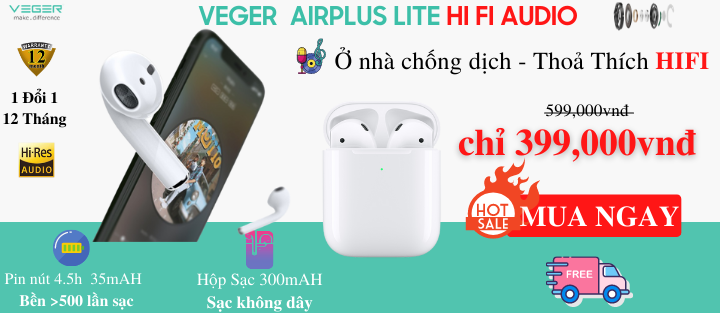 VEGER
make . difference
VEGER AIRPLUS LITE HI FI AUDIO
WARRANTY
12
Ở nhà chống dịch - Thoả Thích HIFI
1 Đổi 1
12 Tháng
Hi-Res
AUDIO
599,000vnđ
chỉ 399,000vnđ
HOT
SALE
MUA NGAY
Pin nút 4.5h 35mAH
Bền >500 lần sạc
Hộp Sạc 300mAH
Sạc không dây
FREE